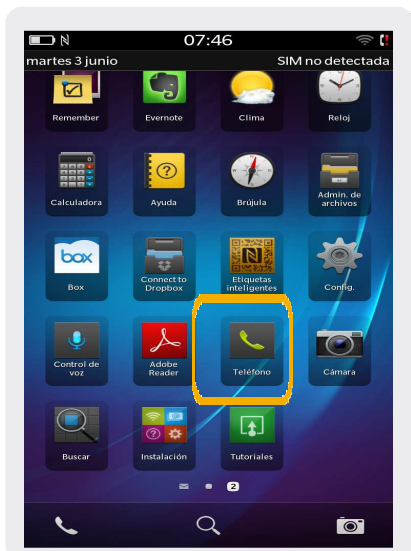 07:46
martes 3 junio SIM no detectada
Remember Evernote Clima Reloj
Calculadora Ayuda Brújula Admin. de
archivos
box
Box Connect to
Dropbox Etiquetas
inteligentes Config.
Control de
voz Adobe
Reader Teléfono Cámara
Buscar Instalación Tutoriales
2